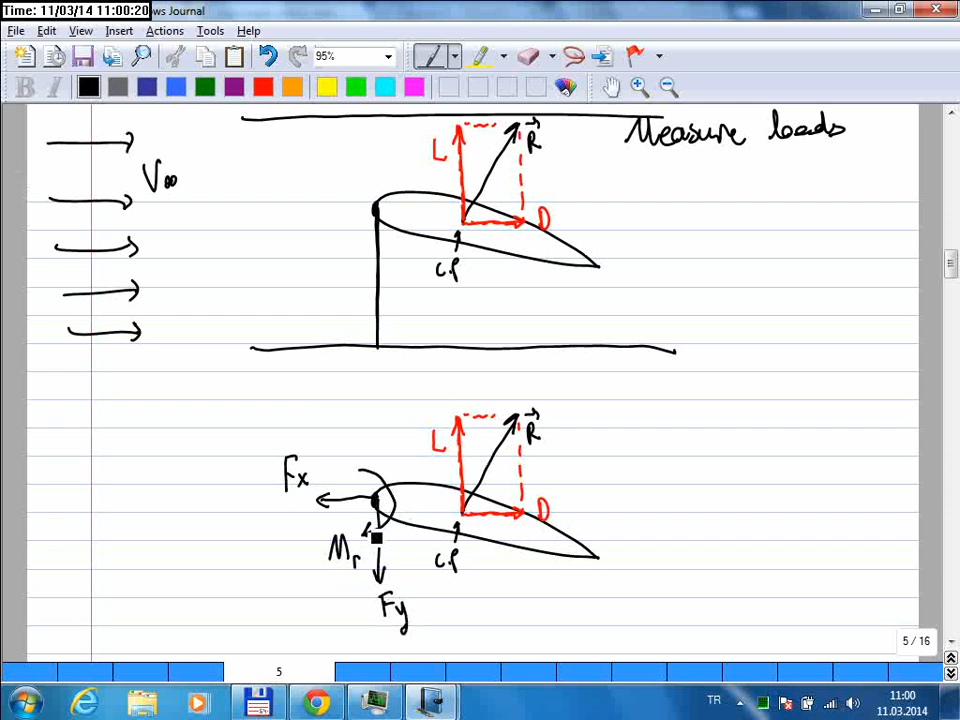 Time: 11/03/14 11:00:20
ws Journal
File Edit View Insert Actions Tools Help
95%
B I
Measure loads
L
R
V∞
D
C.P
L
R
Fx
D
Mr
C.P
Fy
5 / 16
5
TR
11:00
11.03.2014